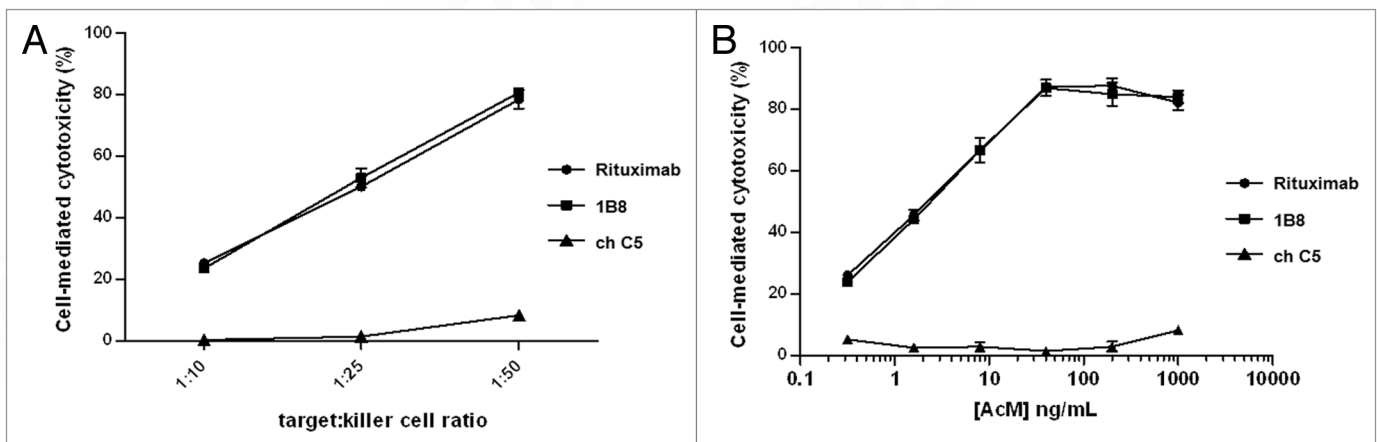 A
Cell-mediated cytotoxicity (%)
100
80
60
40
20
0
1:10
1:25
1:50
target:killer cell ratio
Rituximab
1B8
ch C5
B
Cell-mediated cytotoxicity (%)
100
80
60
40
20
0
0.1
1
10
100
1000
10000
[AcM] ng/mL
Rituximab
1B8
ch C5